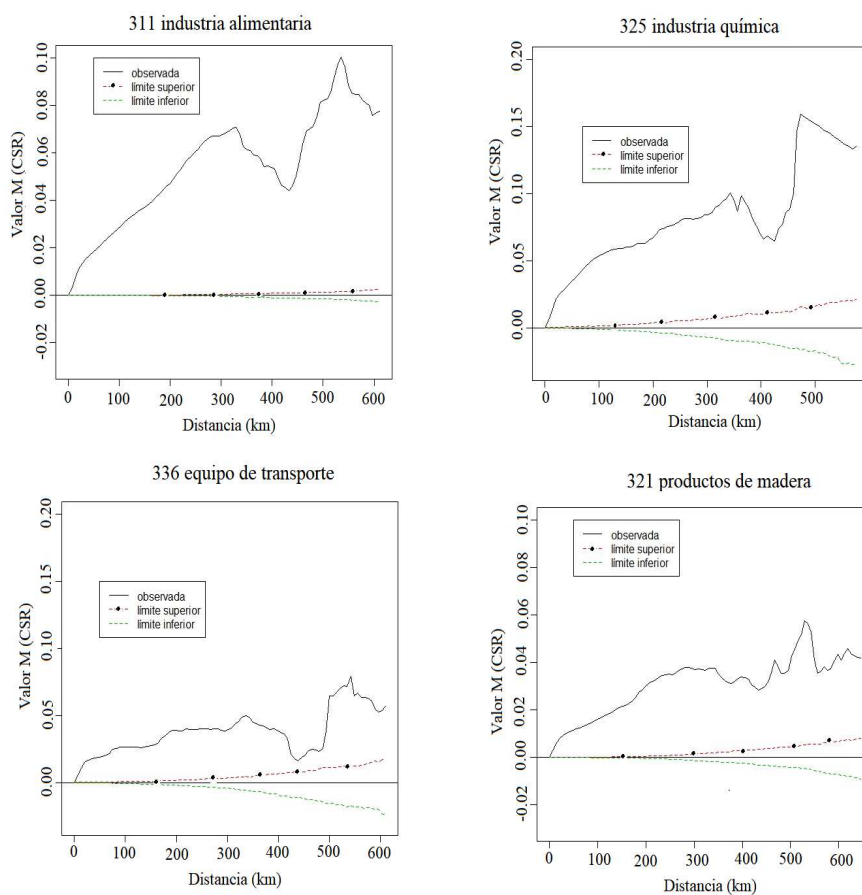 311 industria alimentaria
Valor M (CSR)
0.10
0.08
0.06
0.04
0.02
0.00
-0.02
observada
límite superior
límite inferior
0 100 200 300 400 500 600
Distancia (km)
325 industria química
Valor M (CSR)
0.20
0.15
0.10
0.05
0.00
observada
límite superior
límite inferior
0 100 200 300 400 500
Distancia (km)
336 equipo de transporte
Valor M (CSR)
0.20
0.15
0.10
0.05
0.00
observada
límite superior
límite inferior
0 100 200 300 400 500 600
Distancia (km)
321 productos de madera
Valor M (CSR)
0.10
0.08
0.06
0.04
0.02
0.00
-0.02
observada
límite superior
límite inferior
0 100 200 300 400 500 600
Distancia (km)